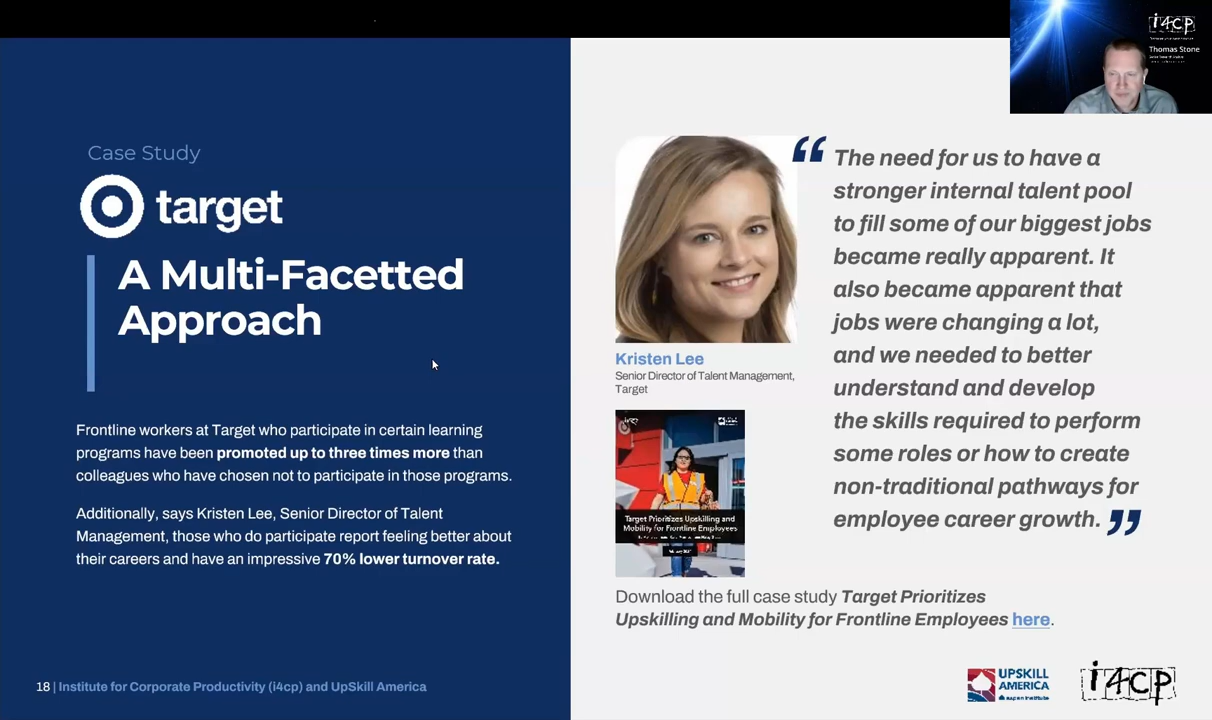 Case Study
target
A Multi-Facetted
Approach
Frontline workers at Target who participate in certain learning
programs have been promoted up to three times more than
colleagues who have chosen not to participate in those programs.
Additionally, says Kristen Lee, Senior Director of Talent
Management, those who do participate report feeling better about
their careers and have an impressive 70% lower turnover rate.
18 | Institute for Corporate Productivity (i4cp) and UpSkill America
Kristen Lee
Senior Director of Talent Management,
Target
i4cp
Target Prioritizes Upskilling and
Mobility for Frontline Employees
“The need for us to have a
stronger internal talent pool
to fill some of our biggest jobs
became really apparent. It
also became apparent that
jobs were changing a lot,
and we needed to better
understand and develop
the skills required to perform
some roles or how to create
non-traditional pathways for
employee career growth.”
Download the full case study Target Prioritizes
Upskilling and Mobility for Frontline Employees here.
UPSKILL
AMERICA
aspen institute
i4cp
i4cp
Thomas Stone